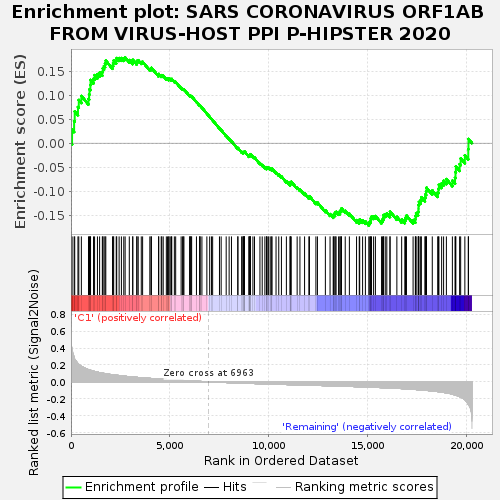 Enrichment plot: SARS CORONAVIRUS ORF1AB
FROM VIRUS-HOST PPI P-HIPSTER 2020
Enrichment score (ES)
0.15
0.10
0.05
0.00
-0.05
-0.10
-0.15
'C1' (positively correlated)
Ranked list metric (Signal2Noise)
0.8
0.6
0.4
0.2
0.0
-0.2
-0.4
-0.6
Zero cross at 6963
'Remaining' (negatively correlated)
0
5,000
10,000
15,000
20,000
Rank in Ordered Dataset
Enrichment profile
Hits
Ranking metric scores